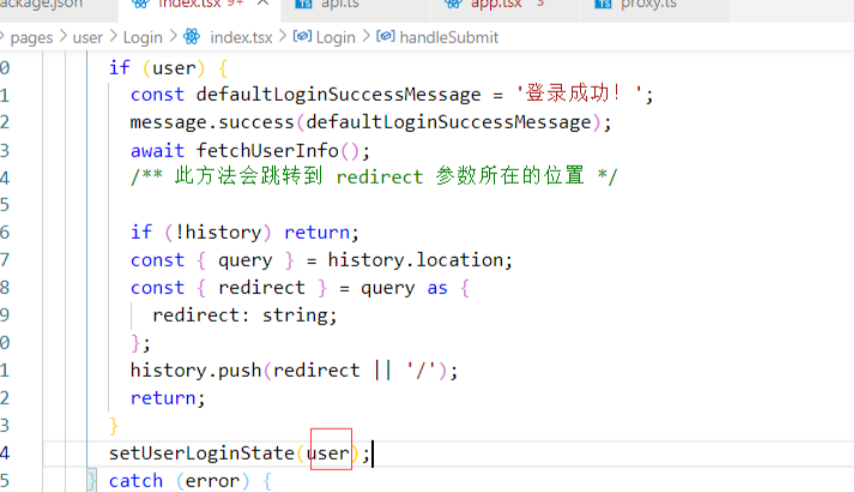 ackage.json index.tsx 9+ × TS api.ts app.tsx 3 TS proxy.ts
> pages > user > Login > index.tsx > Login > handleSubmit
0 if (user) {
1 const defaultLoginSuccessMessage = '登录成功！';
2 message.success(defaultLoginSuccessMessage);
3 await fetchUserInfo();
4 /** 此方法会跳转到 redirect 参数所在的位置 */
5
6 if (!history) return;
7 const { query } = history.location;
8 const { redirect } = query as {
9 redirect: string;
0 };
1 history.push(redirect || '/');
2 return;
3 }
4 setUserLoginState(user);
5 } catch (error) {